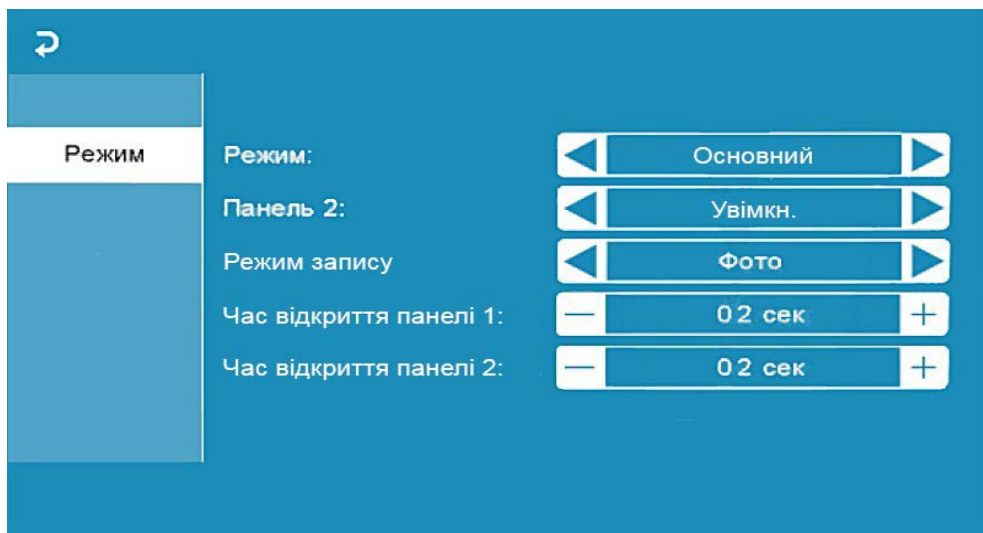 Режим
Режим: Основний
Панель 2: Увімкн.
Режим запису Фото
Час відкриття панелі 1: — 02 сек +
Час відкриття панелі 2: — 02 сек +